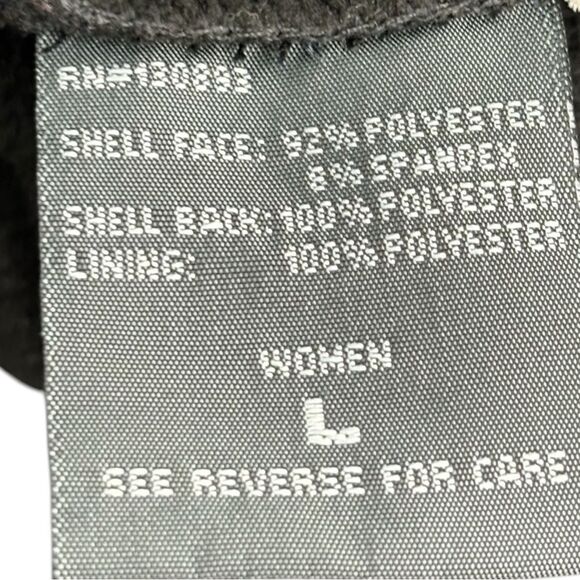 RN#130898
SHELL FACE: 92% POLYESTER
8% SPANDEX
SHELL BACK: 100% POLYESTER
LINING: 100% POLYESTER
WOMEN
L
SEE REVERSE FOR CARE